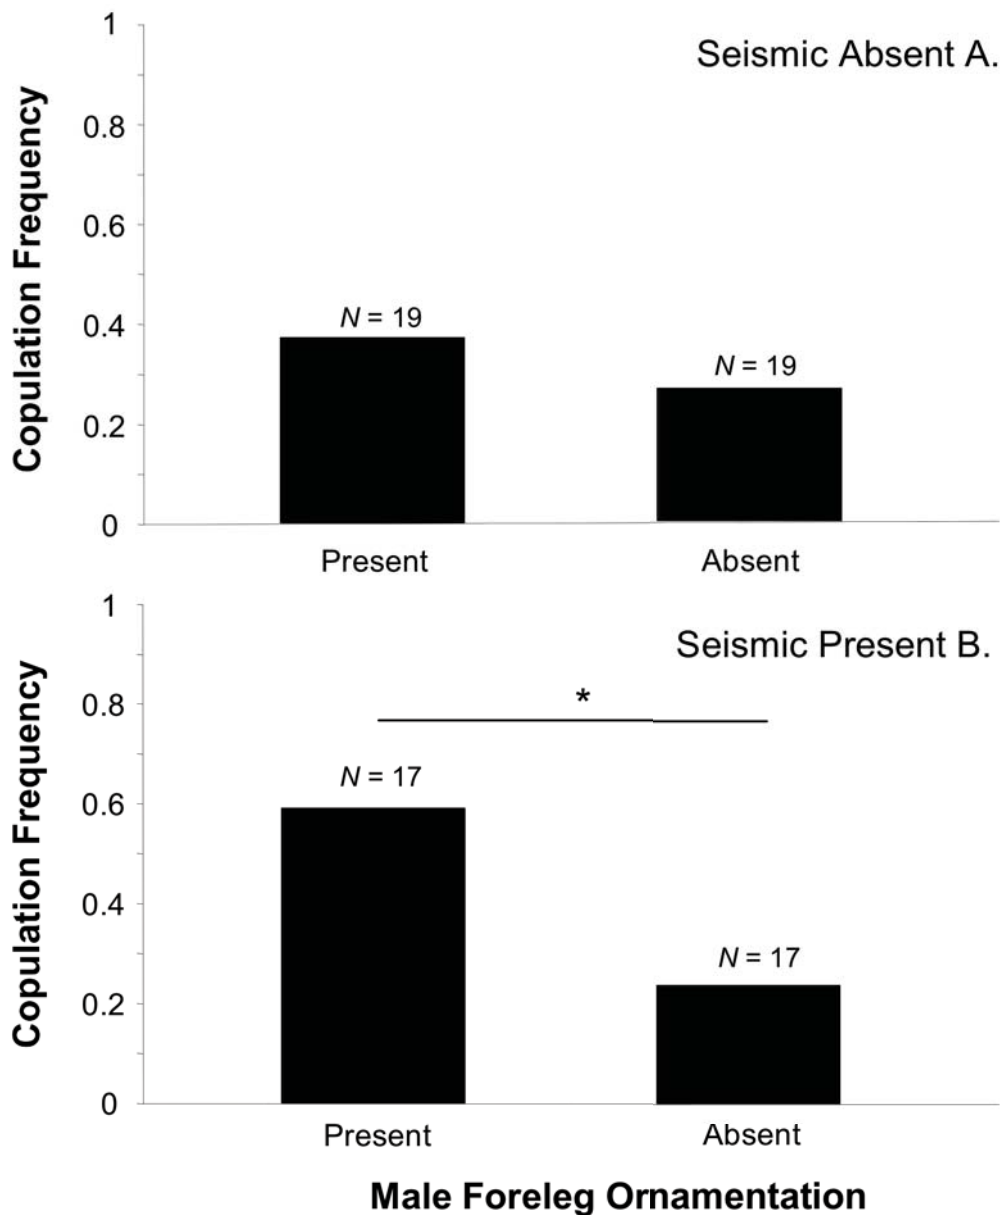 Seismic Absent A.
Copulation Frequency
1
0.8
0.6
0.4
0.2
0
N = 19
N = 19
Present
Absent
Seismic Present B.
Copulation Frequency
1
0.8
0.6
0.4
0.2
0
*
N = 17
N = 17
Present
Absent
Male Foreleg Ornamentation